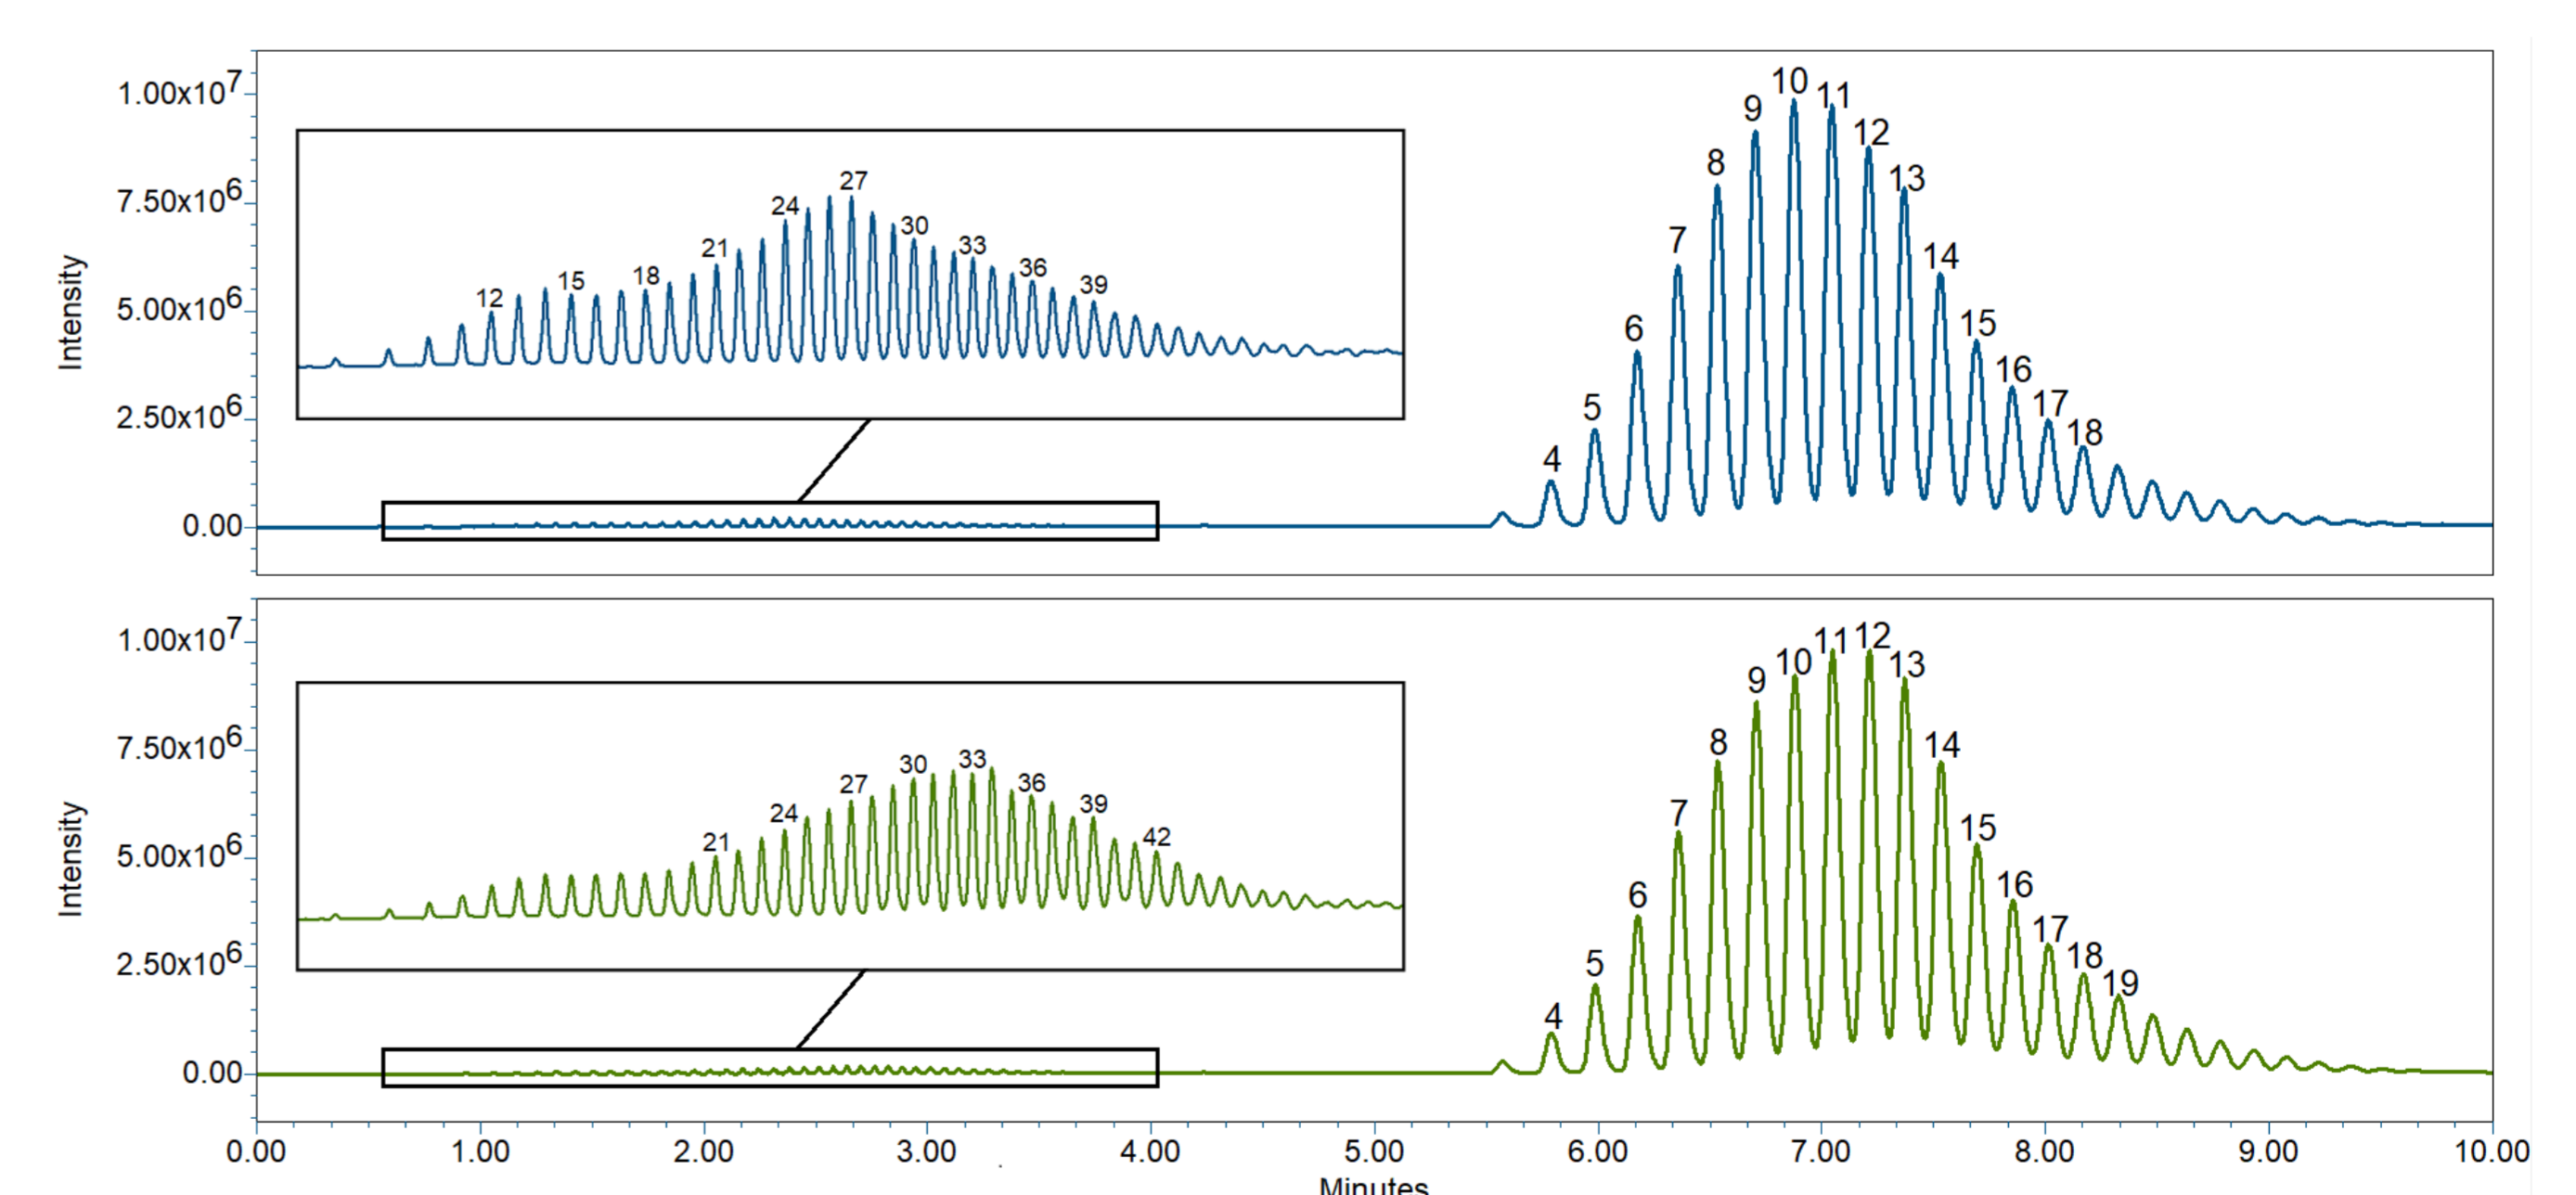 1.00x10⁷
7.50x10⁶
5.00x10⁶
2.50x10⁶
0.00
Intensity
12 15 18 21 24 27 30 33 36 39
4 5 6 7 8 9 10 11 12 13 14 15 16 17 18
1.00x10⁷
7.50x10⁶
5.00x10⁶
2.50x10⁶
0.00
Intensity
21 24 27 30 33 36 39 42
4 5 6 7 8 9 10 11 12 13 14 15 16 17 18 19
0.00 1.00 2.00 3.00 4.00 5.00 6.00 7.00 8.00 9.00 10.00
Minutes